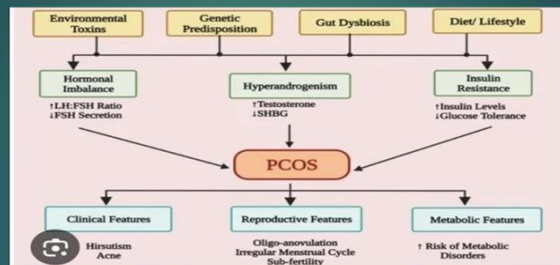 Environmental
Toxins
Genetic
Predisposition
Gut Dysbiosis
Diet/ Lifestyle
Hormonal
Imbalance
↑LH:FSH Ratio
↓FSH Secretion
Hyperandrogenism
↑Testosterone
↓SHBG
Insulin
Resistance
↑Insulin Levels
↓Glucose Tolerance
PCOS
Clinical Features
Hirsutism
Acne
Reproductive Features
Oligo-anovulation
Irregular Menstrual Cycle
Sub-fertility
Metabolic Features
↑ Risk of Metabolic
Disorders